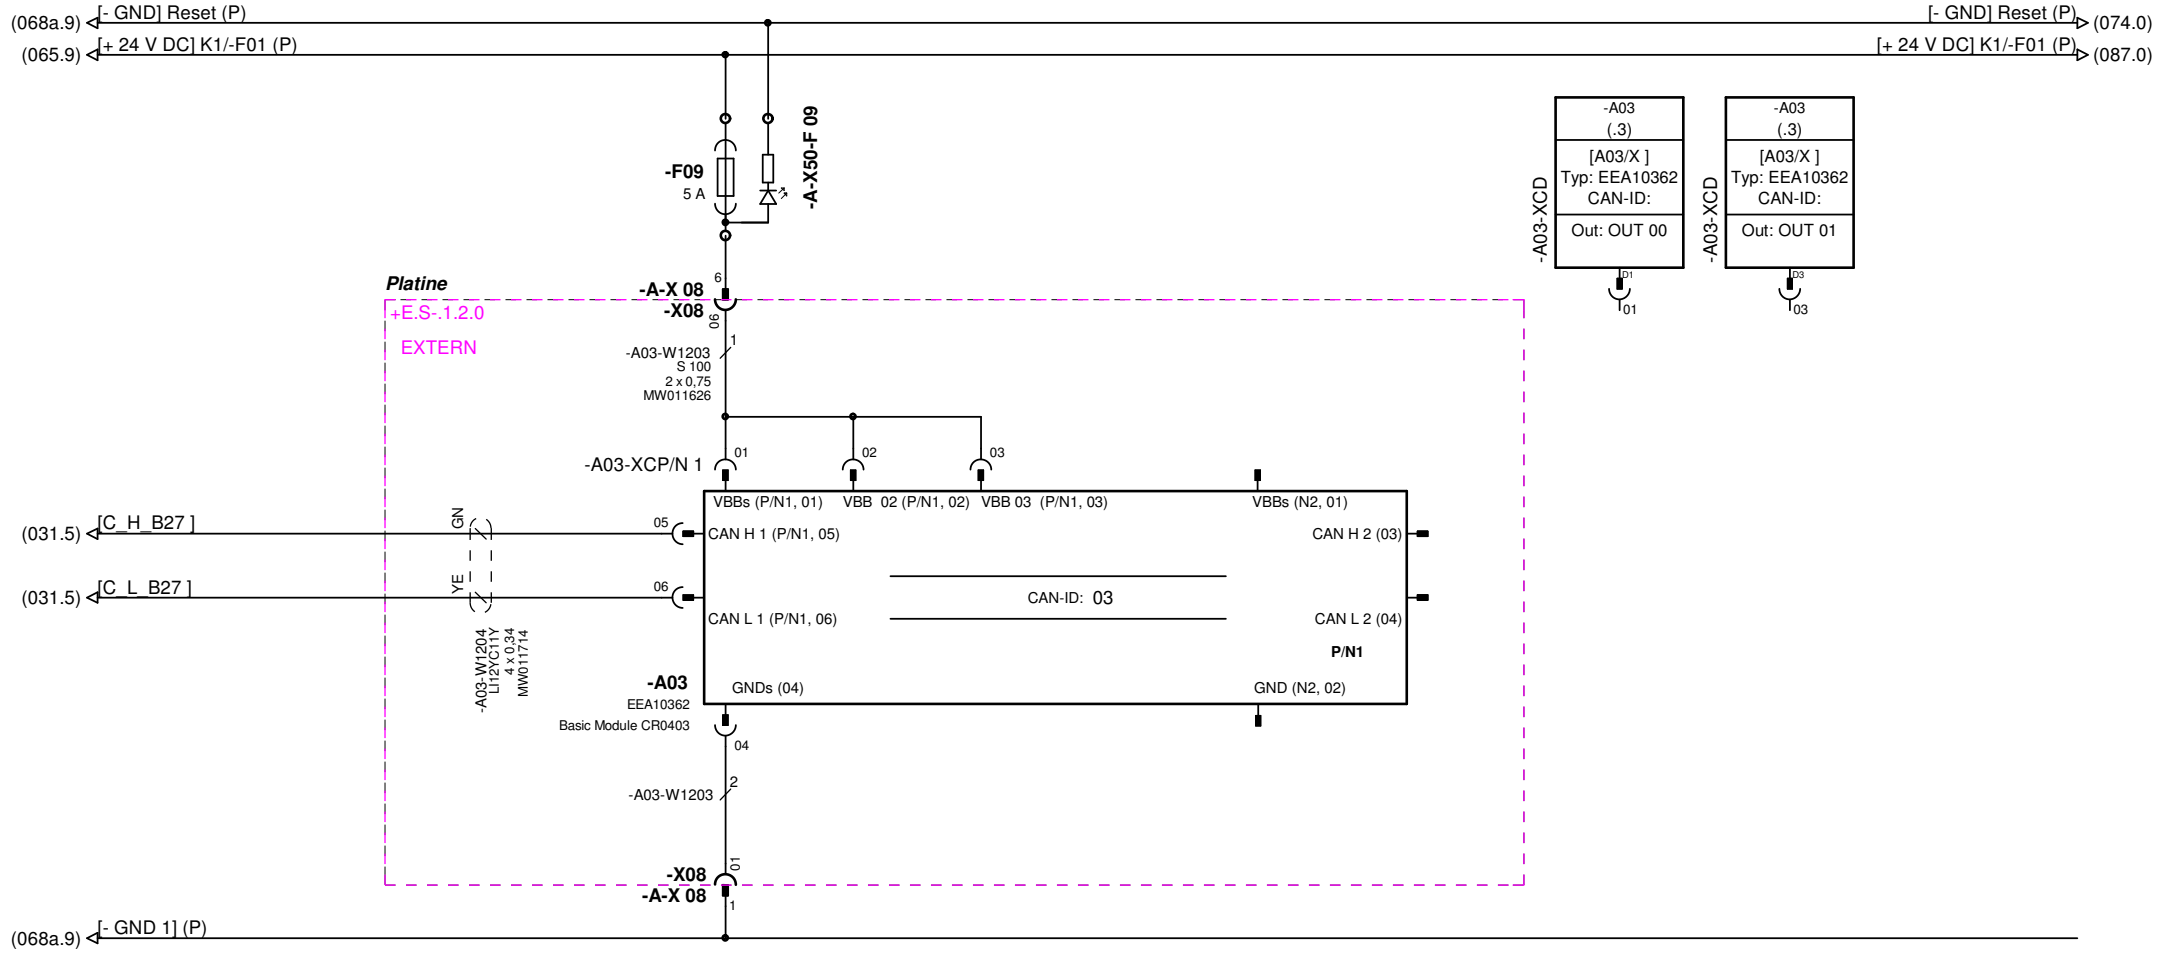 (068a.9) [- GND] Reset (P)
[- GND] Reset (P) (074.0)
(065.9) [+ 24 V DC] K1/-F01 (P)
[+ 24 V DC] K1/-F01 (P) (087.0)
-F09
5 A
-A-X50-F 09
-A03-XCD
-A03
(.3)
[A03/X ]
Typ: EEA10362
CAN-ID:
Out: OUT 00
D1
01
-A03-XCD
-A03
(.3)
[A03/X ]
Typ: EEA10362
CAN-ID:
Out: OUT 01
D3
03
Platine
+E.S-.1.2.0
EXTERN
6
-A-X 08
-X08
06
1
-A03-W1203
S 100
2 x 0,75
MW011626
-A03-XCP/N 1
01
02
03
VBBs (P/N1, 01)
VBB 02 (P/N1, 02)
VBB 03 (P/N1, 03)
VBBs (N2, 01)
(031.5) [C_H_B27 ]
GN
05
CAN H 1 (P/N1, 05)
CAN H 2 (03)
(031.5) [C_L_B27 ]
YE
06
CAN-ID: 03
CAN L 1 (P/N1, 06)
CAN L 2 (04)
P/N1
-A03-W1204
LI12YC11Y
4 x 0,34
MW011714
-A03
EEA10362
Basic Module CR0403
GNDs (04)
GND (N2, 02)
04
2
-A03-W1203
01
-X08
-A-X 08
1
(068a.9) [- GND 1] (P)